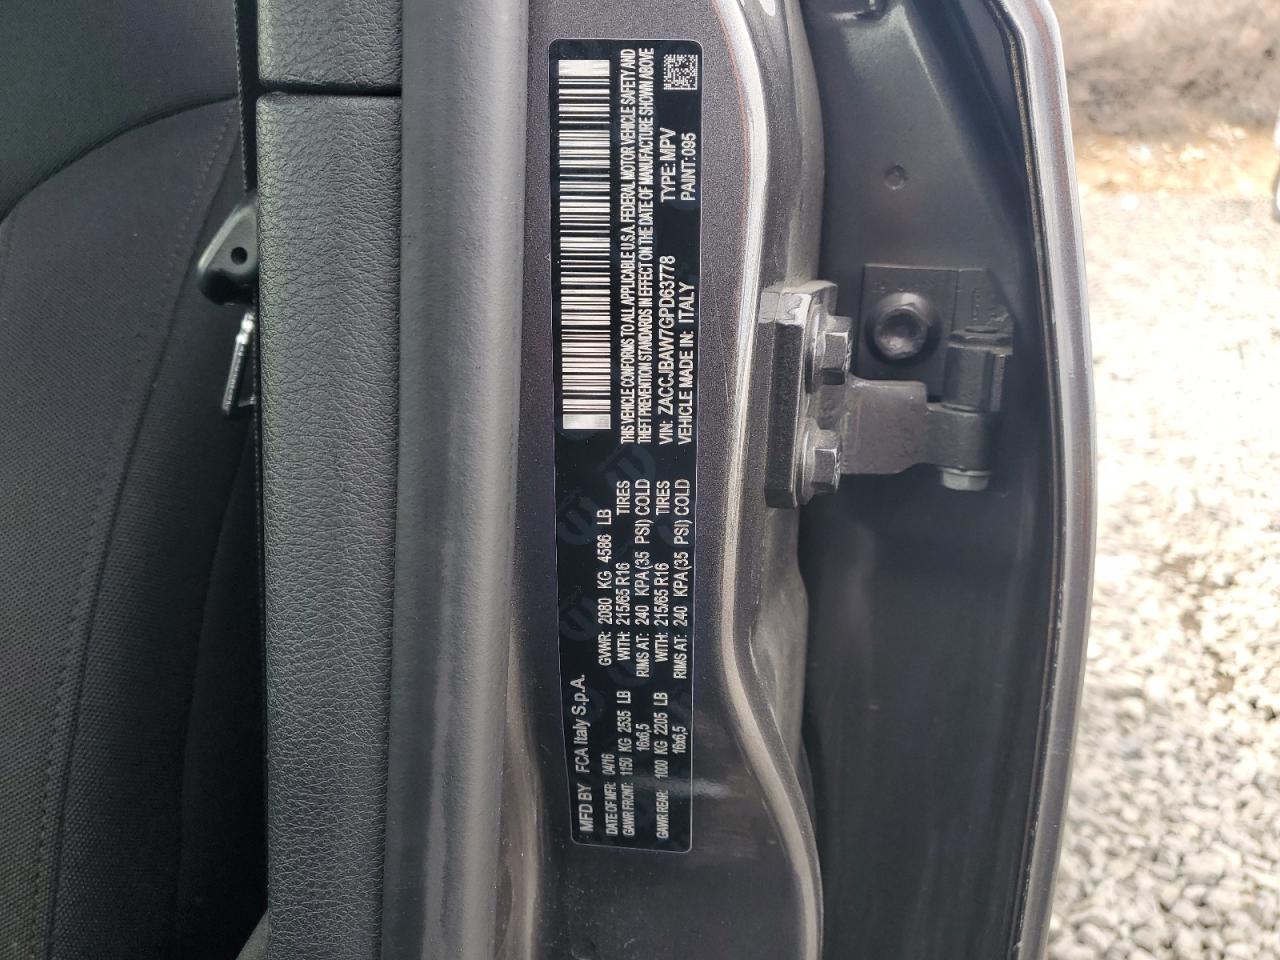 MFD BY FCA Italy S.p.A.
DATE OF MFR: 04/16 GVWR: 2080 KG 4586 LB
GAWR FRONT: 1150 KG 2535 LB WITH: 215/65 R16 TIRES
16x6,5 RIMS AT: 240 KPA(35 PSI) COLD
GAWR REAR: 1000 KG 2205 LB WITH: 215/65 R16 TIRES
16x6,5 RIMS AT: 240 KPA(35 PSI) COLD
THIS VEHICLE CONFORMS TO ALL APPLICABLE U.S.A. FEDERAL MOTOR VEHICLE SAFETY AND
THEFT PREVENTION STANDARDS IN EFFECT ON THE DATE OF MANUFACTURE SHOWN ABOVE
VIN: ZACCJBAW7GPD63778 TYPE: MPV
VEHICLE MADE IN: ITALY PAINT: 095